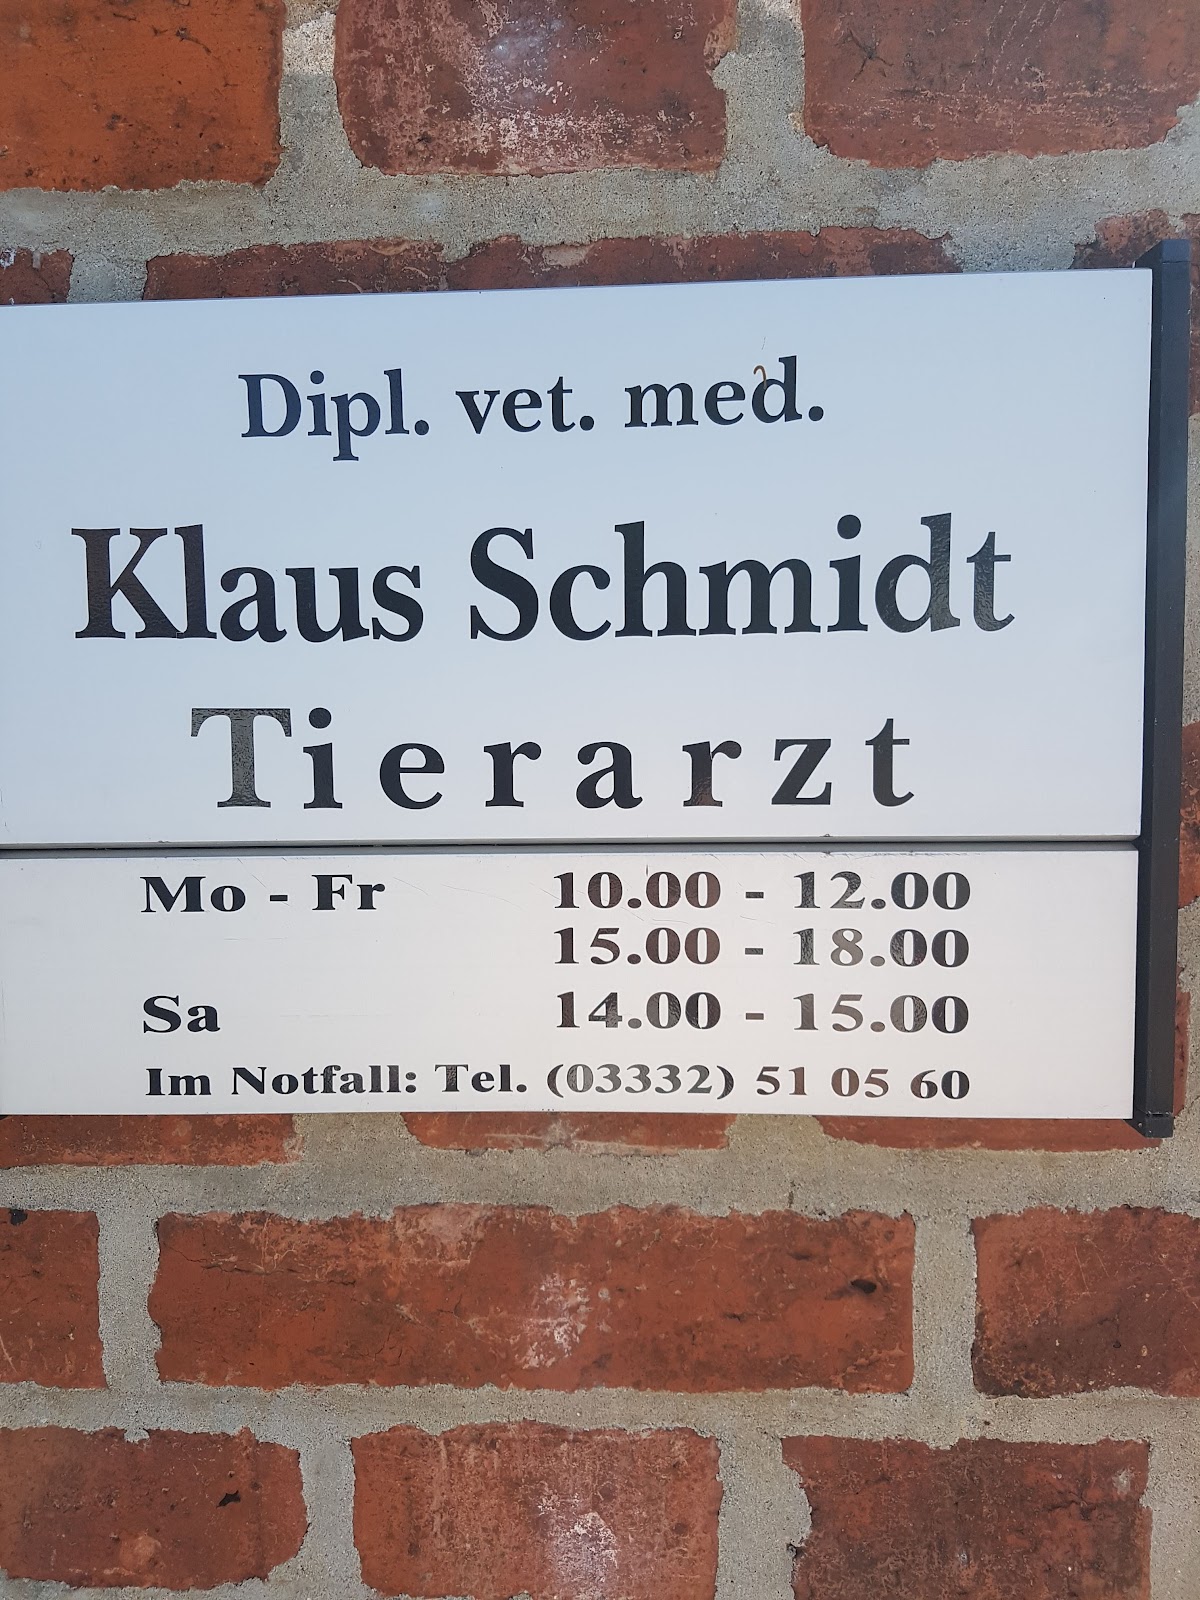 Dipl. vet. med.
Klaus Schmidt
Tierarzt
Mo - Fr 10.00 - 12.00
15.00 - 18.00
Sa 14.00 - 15.00
Im Notfall: Tel. (03332) 51 05 60